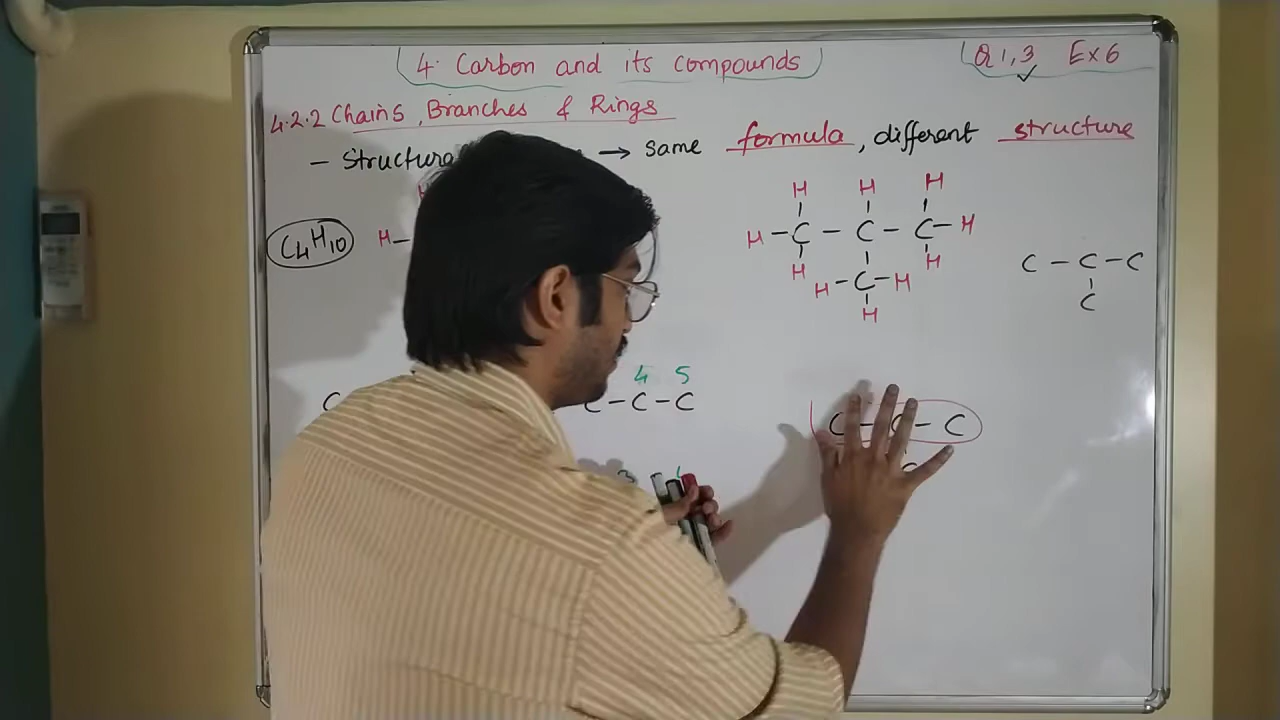 4. Carbon and its compounds
Q 1,3 Ex 6
4.2.2 Chains, Branches & Rings
- Structura → same formula, different structure
H H H
C4H10 H- H-C-C-C-H
H H
H-C-H
H
C-C-C
C
4 5
C C-C-C
C-C-C
3